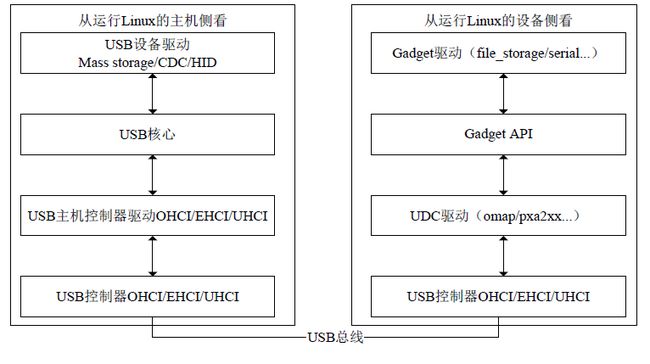 从运行Linux的主机侧看
USB设备驱动
Mass storage/CDC/HID
USB核心
USB主机控制器驱动OHCI/EHCI/UHCI
USB控制器OHCI/EHCI/UHCI
从运行Linux的设备侧看
Gadget驱动（file_storage/serial...）
Gadget API
UDC驱动（omap/pxa2xx...）
USB控制器OHCI/EHCI/UHCI
USB总线